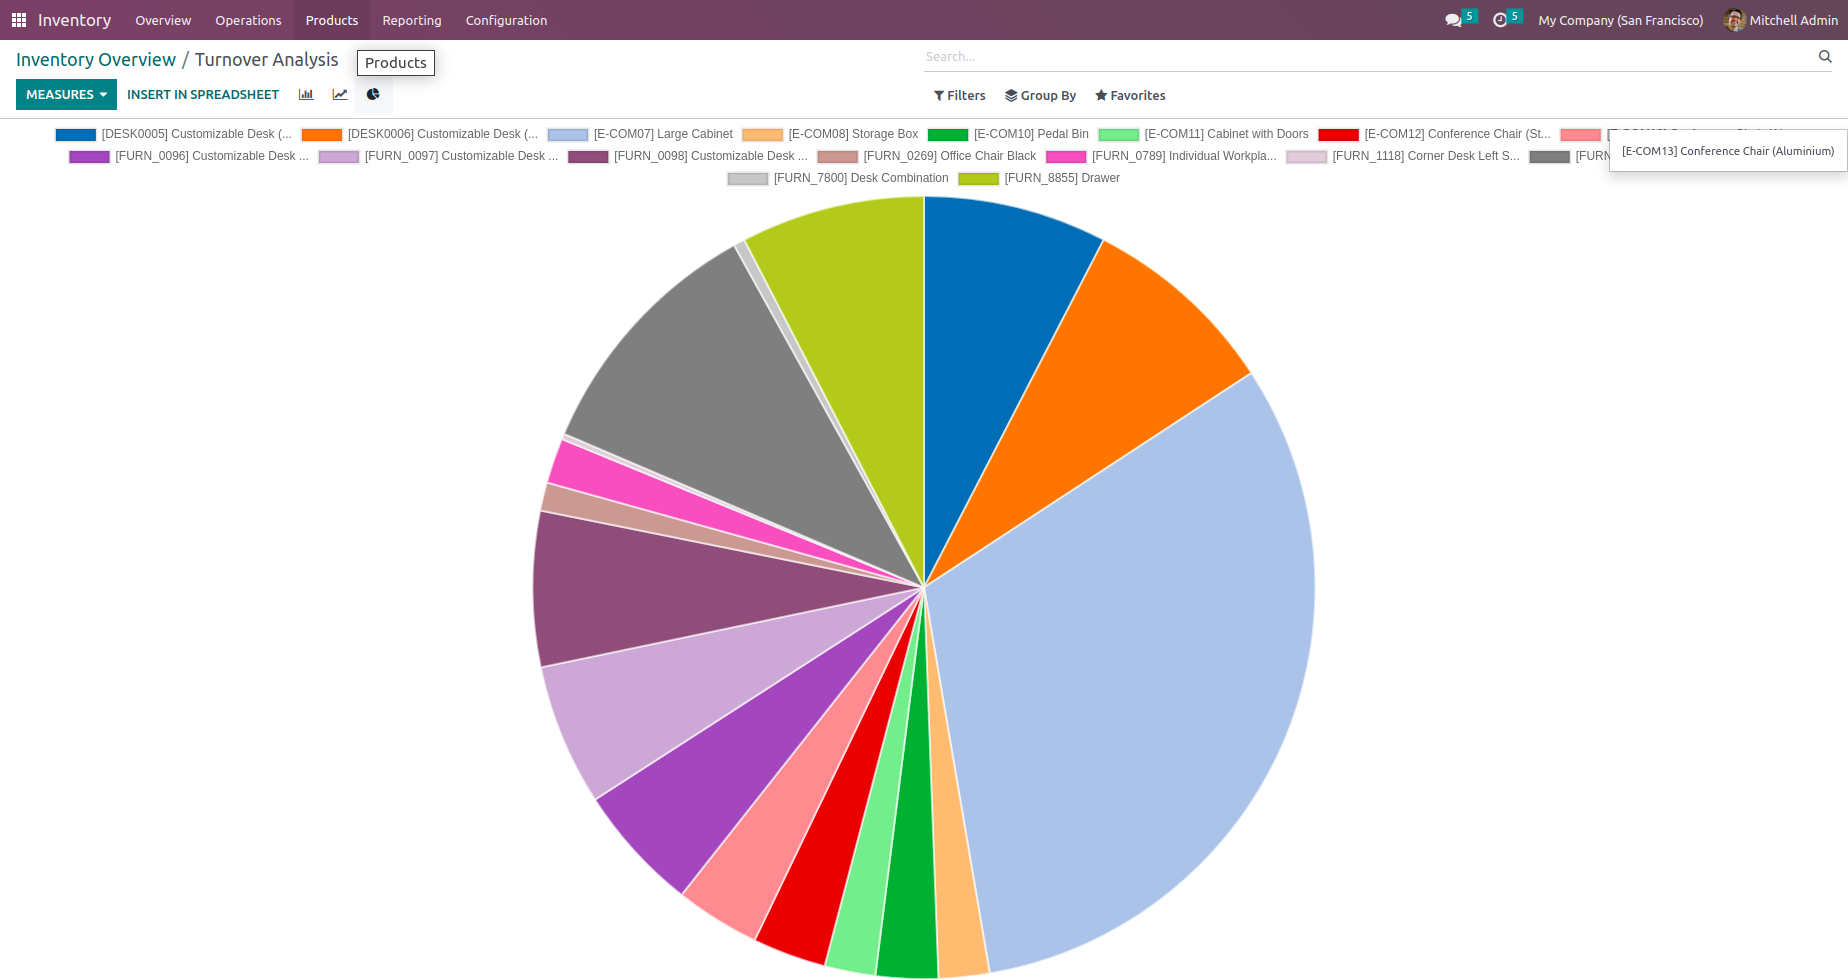 Inventory Overview Operations Products Reporting Configuration 5 5 My Company (San Francisco) Mitchell Admin
Inventory Overview / Turnover Analysis Products Search...
MEASURES INSERT IN SPREADSHEET Filters Group By Favorites
[DESK0005] Customizable Desk (... [DESK0006] Customizable Desk (... [E-COM07] Large Cabinet [E-COM08] Storage Box [E-COM10] Pedal Bin [E-COM11] Cabinet with Doors [E-COM12] Conference Chair (St...
[FURN_0096] Customizable Desk ... [FURN_0097] Customizable Desk ... [FURN_0098] Customizable Desk ... [FURN_0269] Office Chair Black [FURN_0789] Individual Workpla... [FURN_1118] Corner Desk Left S... [FURN [E-COM13] Conference Chair (Aluminium)
[FURN_7800] Desk Combination [FURN_8855] Drawer